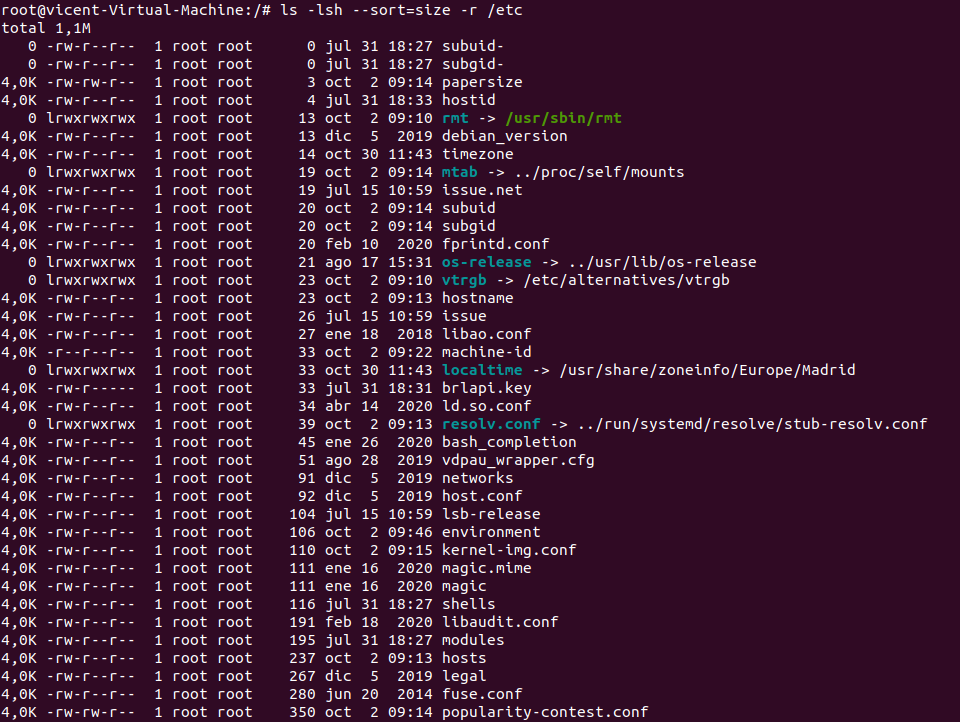 root@vicent-Virtual-Machine:/# ls -lsh --sort=size -r /etc
total 1,1M
   0 -rw-r--r--  1 root root      0 jul 31 18:27 subuid-
   0 -rw-r--r--  1 root root      0 jul 31 18:27 subgid-
4,0K -rw-rw-r--  1 root root      3 oct  2 09:14 papersize
4,0K -rw-r--r--  1 root root      4 jul 31 18:33 hostid
   0 lrwxrwxrwx  1 root root     13 oct  2 09:10 rmt -> /usr/sbin/rmt
4,0K -rw-r--r--  1 root root     13 dic  5  2019 debian_version
4,0K -rw-r--r--  1 root root     14 oct 30 11:43 timezone
   0 lrwxrwxrwx  1 root root     19 oct  2 09:14 mtab -> ../proc/self/mounts
4,0K -rw-r--r--  1 root root     19 jul 15 10:59 issue.net
4,0K -rw-r--r--  1 root root     20 oct  2 09:14 subuid
4,0K -rw-r--r--  1 root root     20 oct  2 09:14 subgid
4,0K -rw-r--r--  1 root root     20 feb 10  2020 fprintd.conf
   0 lrwxrwxrwx  1 root root     21 ago 17 15:31 os-release -> ../usr/lib/os-release
   0 lrwxrwxrwx  1 root root     23 oct  2 09:10 vtrgb -> /etc/alternatives/vtrgb
4,0K -rw-r--r--  1 root root     23 oct  2 09:13 hostname
4,0K -rw-r--r--  1 root root     26 jul 15 10:59 issue
4,0K -rw-r--r--  1 root root     27 ene 18  2018 libao.conf
4,0K -r--r--r--  1 root root     33 oct  2 09:22 machine-id
   0 lrwxrwxrwx  1 root root     33 oct 30 11:43 localtime -> /usr/share/zoneinfo/Europe/Madrid
4,0K -rw-r-----  1 root root     33 jul 31 18:31 brlapi.key
4,0K -rw-r--r--  1 root root     34 abr 14  2020 ld.so.conf
   0 lrwxrwxrwx  1 root root     39 oct  2 09:13 resolv.conf -> ../run/systemd/resolve/stub-resolv.conf
4,0K -rw-r--r--  1 root root     45 ene 26  2020 bash_completion
4,0K -rw-r--r--  1 root root     51 ago 28  2019 vdpau_wrapper.cfg
4,0K -rw-r--r--  1 root root     91 dic  5  2019 networks
4,0K -rw-r--r--  1 root root     92 dic  5  2019 host.conf
4,0K -rw-r--r--  1 root root    104 jul 15 10:59 lsb-release
4,0K -rw-r--r--  1 root root    106 oct  2 09:46 environment
4,0K -rw-r--r--  1 root root    110 oct  2 09:15 kernel-img.conf
4,0K -rw-r--r--  1 root root    111 ene 16  2020 magic.mime
4,0K -rw-r--r--  1 root root    111 ene 16  2020 magic
4,0K -rw-r--r--  1 root root    116 jul 31 18:27 shells
4,0K -rw-r--r--  1 root root    191 feb 18  2020 libaudit.conf
4,0K -rw-r--r--  1 root root    195 jul 31 18:27 modules
4,0K -rw-r--r--  1 root root    237 oct  2 09:13 hosts
4,0K -rw-r--r--  1 root root    267 dic  5  2019 legal
4,0K -rw-r--r--  1 root root    280 jun 20  2014 fuse.conf
4,0K -rw-rw-r--  1 root root    350 oct  2 09:14 popularity-contest.conf